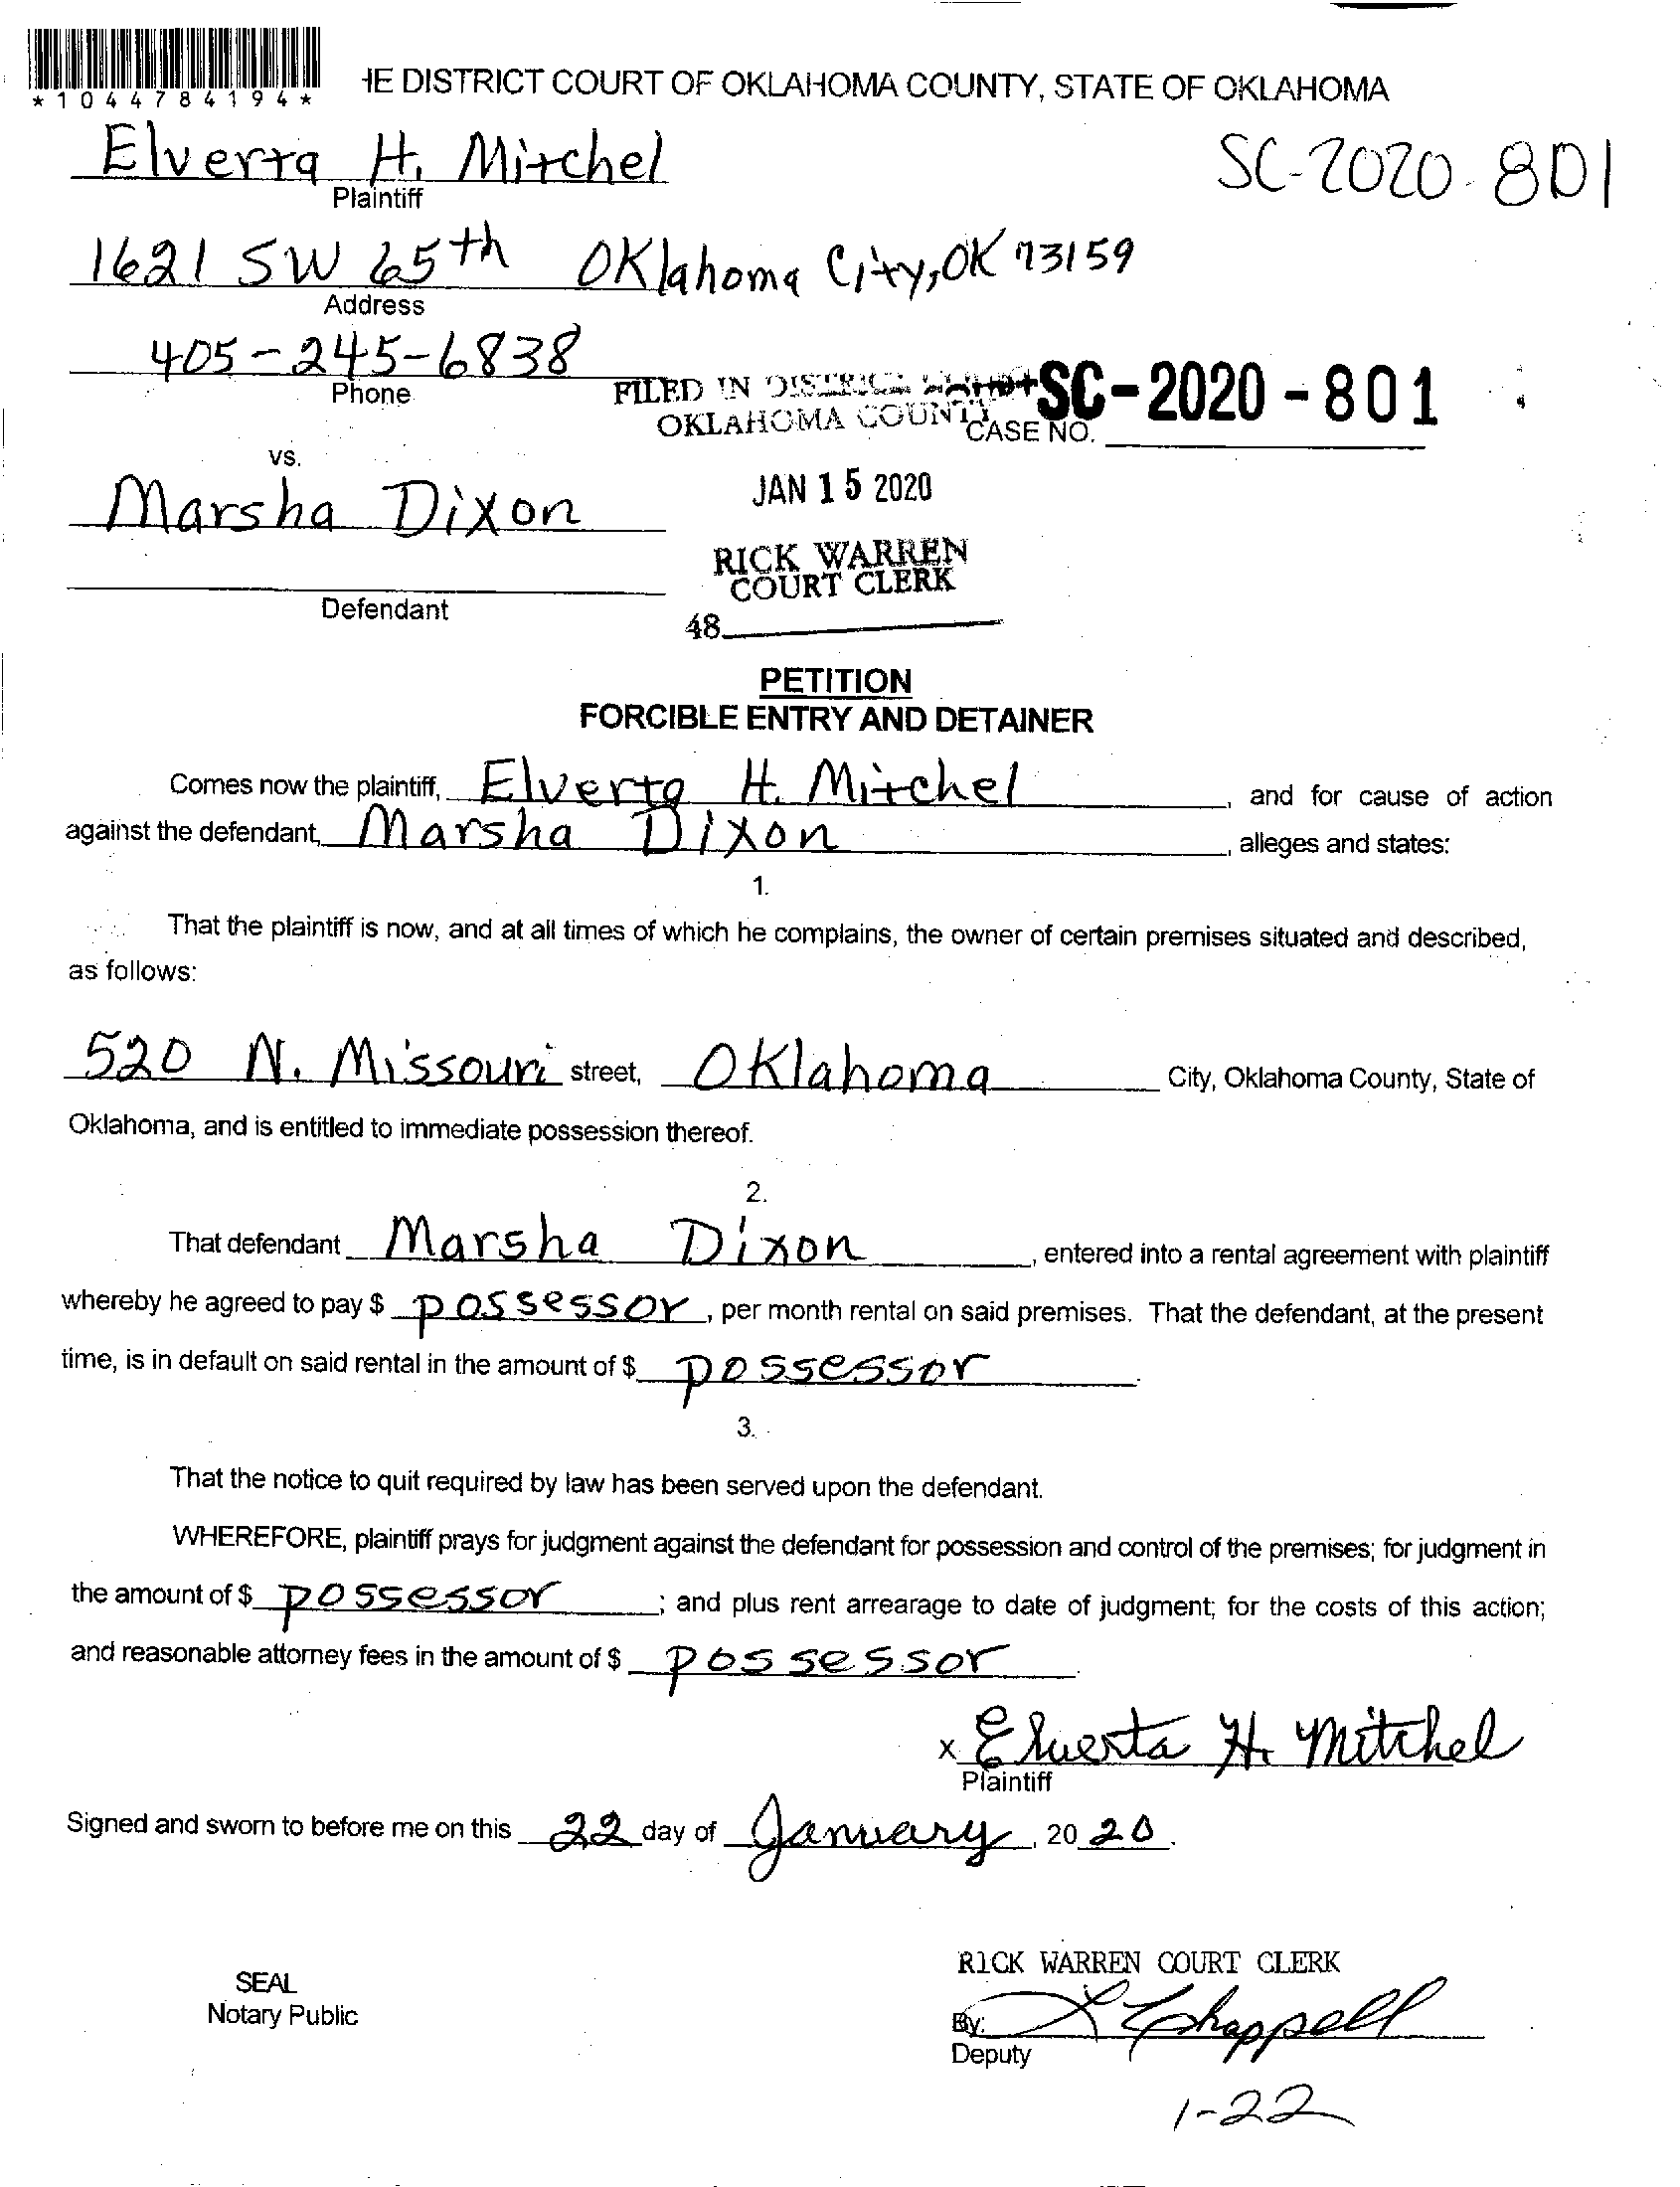 *1044784194*
HE DISTRICT COURT OF OKLAHOMA COUNTY, STATE OF OKLAHOMA
Elverta H. Mitchel
SC-2020-801
Plaintiff
1621 SW 65th Oklahoma City, OK 73159
Address
405-245-6838
Phone
FILED IN DISTRICT COURT
OKLAHOMA COUNTY
SC-2020-801
CASE NO.
vs.
JAN 15 2020
Marsha Dixon
RICK WARREN
COURT CLERK
Defendant
48
PETITION
FORCIBLE ENTRY AND DETAINER
Comes now the plaintiff, Elverta H. Mitchel, and for cause of action
against the defendant, Marsha Dixon, alleges and states:
1.
That the plaintiff is now, and at all times of which he complains, the owner of certain premises situated and described,
as follows:
520 N. Missouri street, Oklahoma City, Oklahoma County, State of
Oklahoma, and is entitled to immediate possession thereof.
2.
That defendant Marsha Dixon, entered into a rental agreement with plaintiff
whereby he agreed to pay $ possessor, per month rental on said premises. That the defendant, at the present
time, is in default on said rental in the amount of $ possessor.
3.
That the notice to quit required by law has been served upon the defendant.
WHEREFORE, plaintiff prays for judgment against the defendant for possession and control of the premises; for judgment in
the amount of $ possessor; and plus rent arrearage to date of judgment; for the costs of this action;
and reasonable attorney fees in the amount of $ possessor.
x Elverta H. Mitchel
Plaintiff
Signed and sworn to before me on this 22 day of January, 2020.
RICK WARREN COURT CLERK
SEAL
Notary Public
By: L Chappell
Deputy
1-22